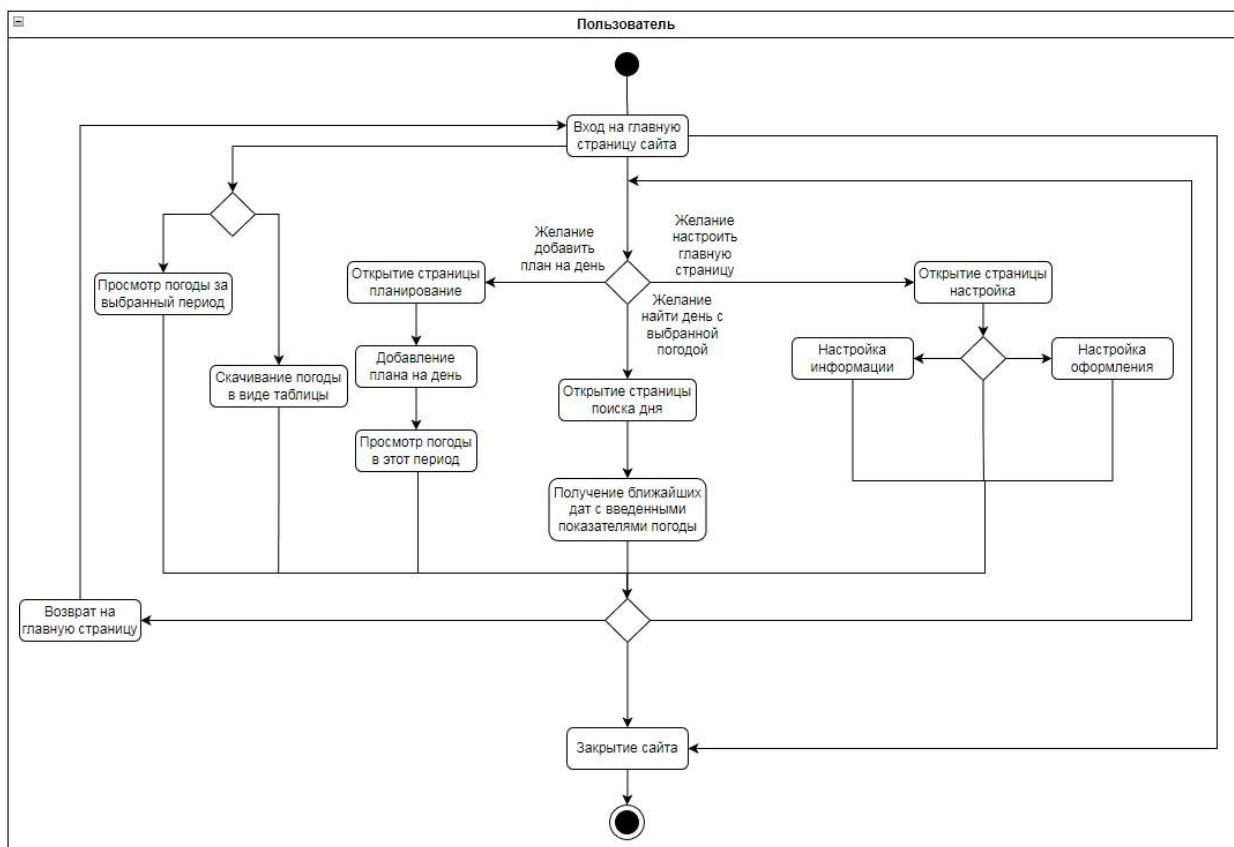 Пользователь
Вход на главную
страницу сайта
Желание
добавить
план на день
Желание
настроить
главную
страницу
Открытие страницы
планирование
Открытие страницы
настройка
Просмотр погоды за
выбранный период
Желание
найти день с
выбранной
погодой
Добавление
плана на день
Настройка
информации
Настройка
оформления
Скачивание погоды
в виде таблицы
Открытие страницы
поиска дня
Просмотр погоды
в этот период
Получение ближайших
дат с введенными
показателями погоды
Возврат на
главную страницу
Закрытие сайта